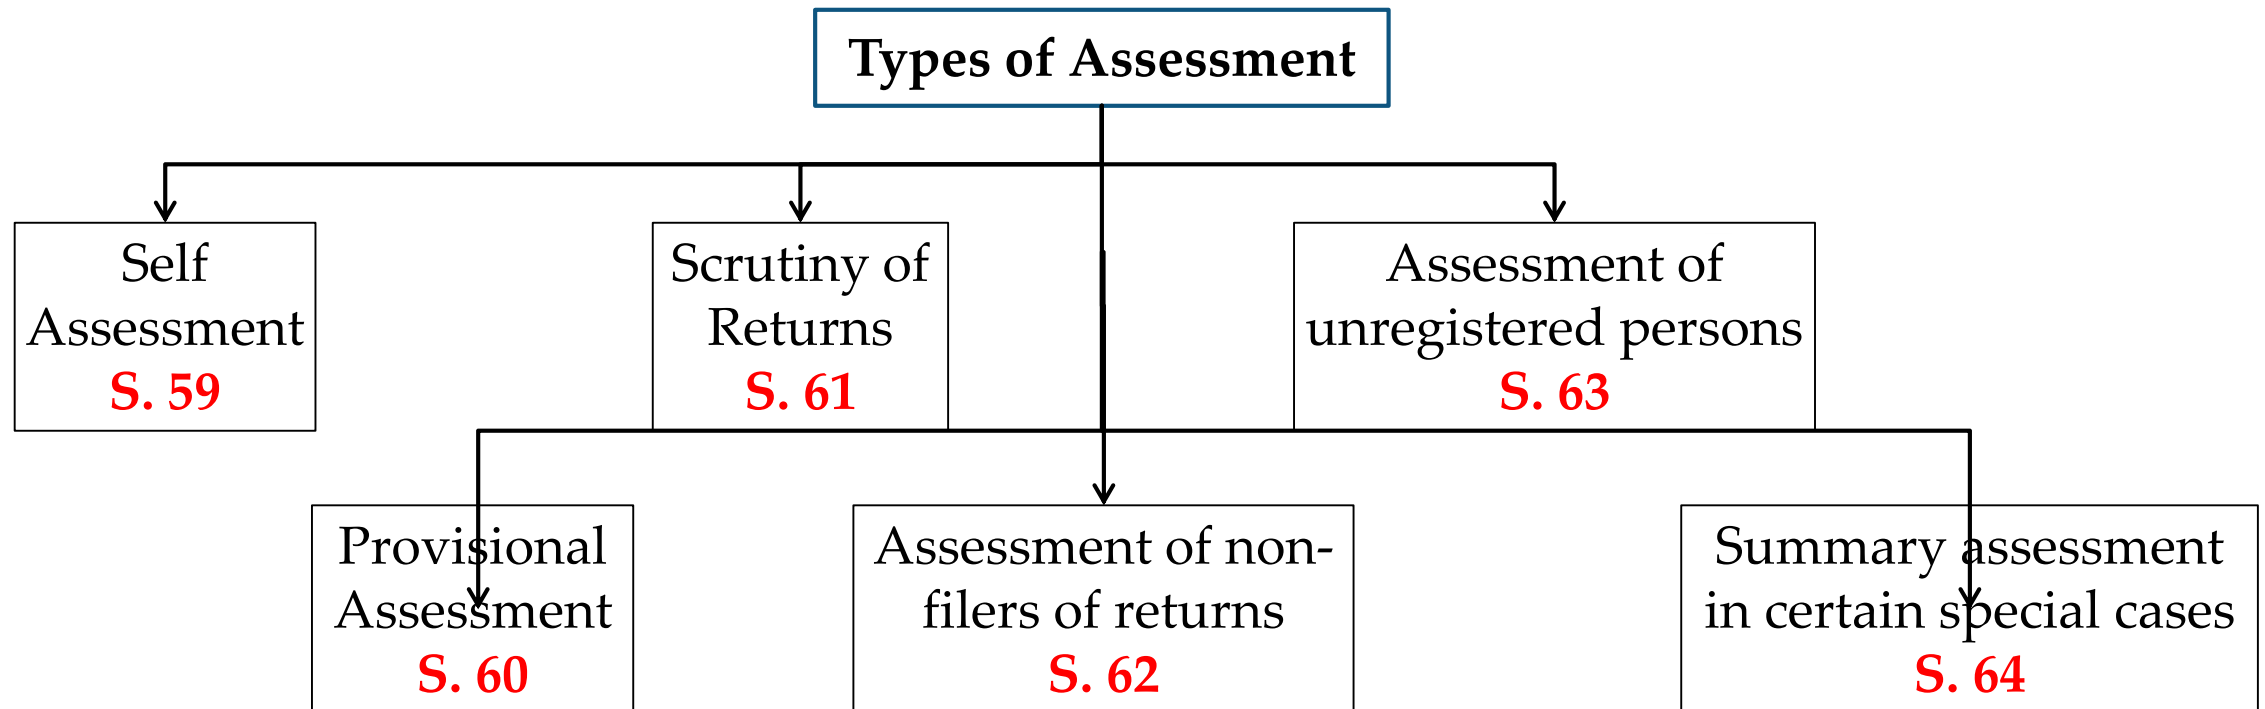 Types of Assessment
Self
Assessment
S. 59
Scrutiny of
Returns
S. 61
Assessment of
unregistered persons
S. 63
Provisional
Assessment
S. 60
Assessment of non-
filers of returns
S. 62
Summary assessment
in certain special cases
S. 64